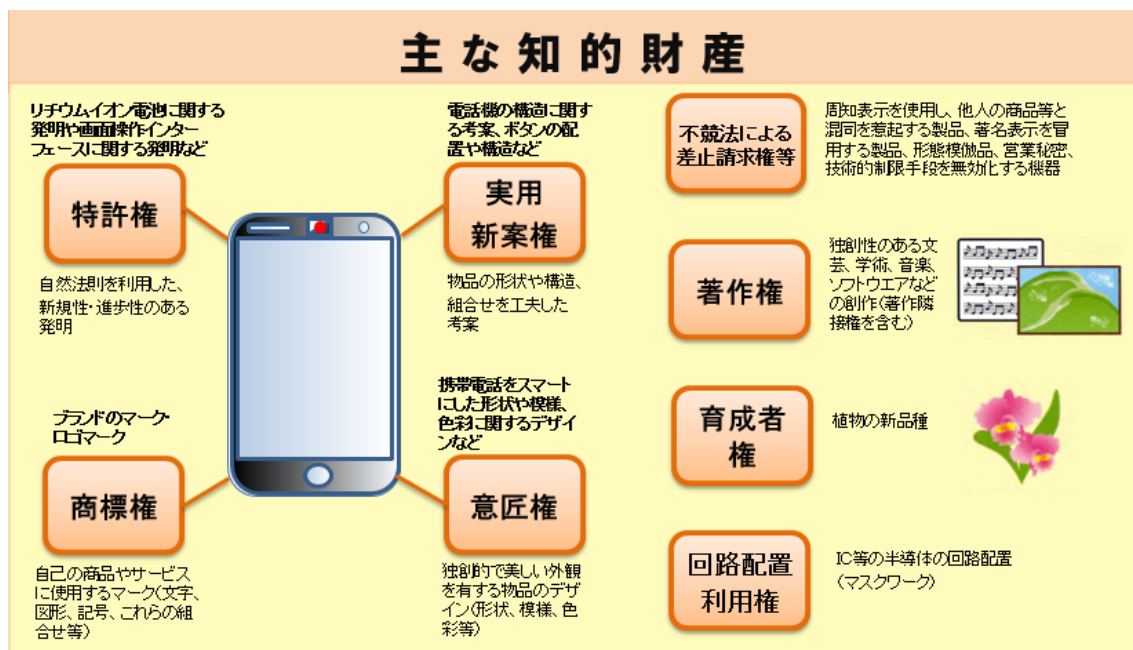 主な知的財産
リチウムイオン電池に関する
発明や画面操作インター
フェースに関する発明など
特許権
自然法則を利用した、
新規性・進歩性のある
発明
電話機の構造に関す
る考案、ボタンの配
置や構造など
実用
新案権
物品の形状や構造、
組合せを工夫した
考案
ブランドのマーク・
ロゴマーク
商標権
自己の商品やサービス
に使用するマーク(文字、
図形、記号、これらの組
合せ等)
携帯電話をスマート
にした形状や模様、
色彩に関するデザイ
ンなど
意匠権
独創的で美しい外観
を有する物品のデザ
イン(形状、模様、色
彩等)
不競法による
差止請求権等
周知表示を使用し、他人の商品等と
混同を惹起する製品、著名表示を冒
用する製品、形態模倣品、営業秘密、
技術的制限手段を無効化する機器
著作権
独創性のある文
芸、学術、音楽、
ソフトウエアなど
の創作(著作隣
接権を含む)
育成者
権
植物の新品種
回路配置
利用権
IC等の半導体の回路配置
(マスクワーク)